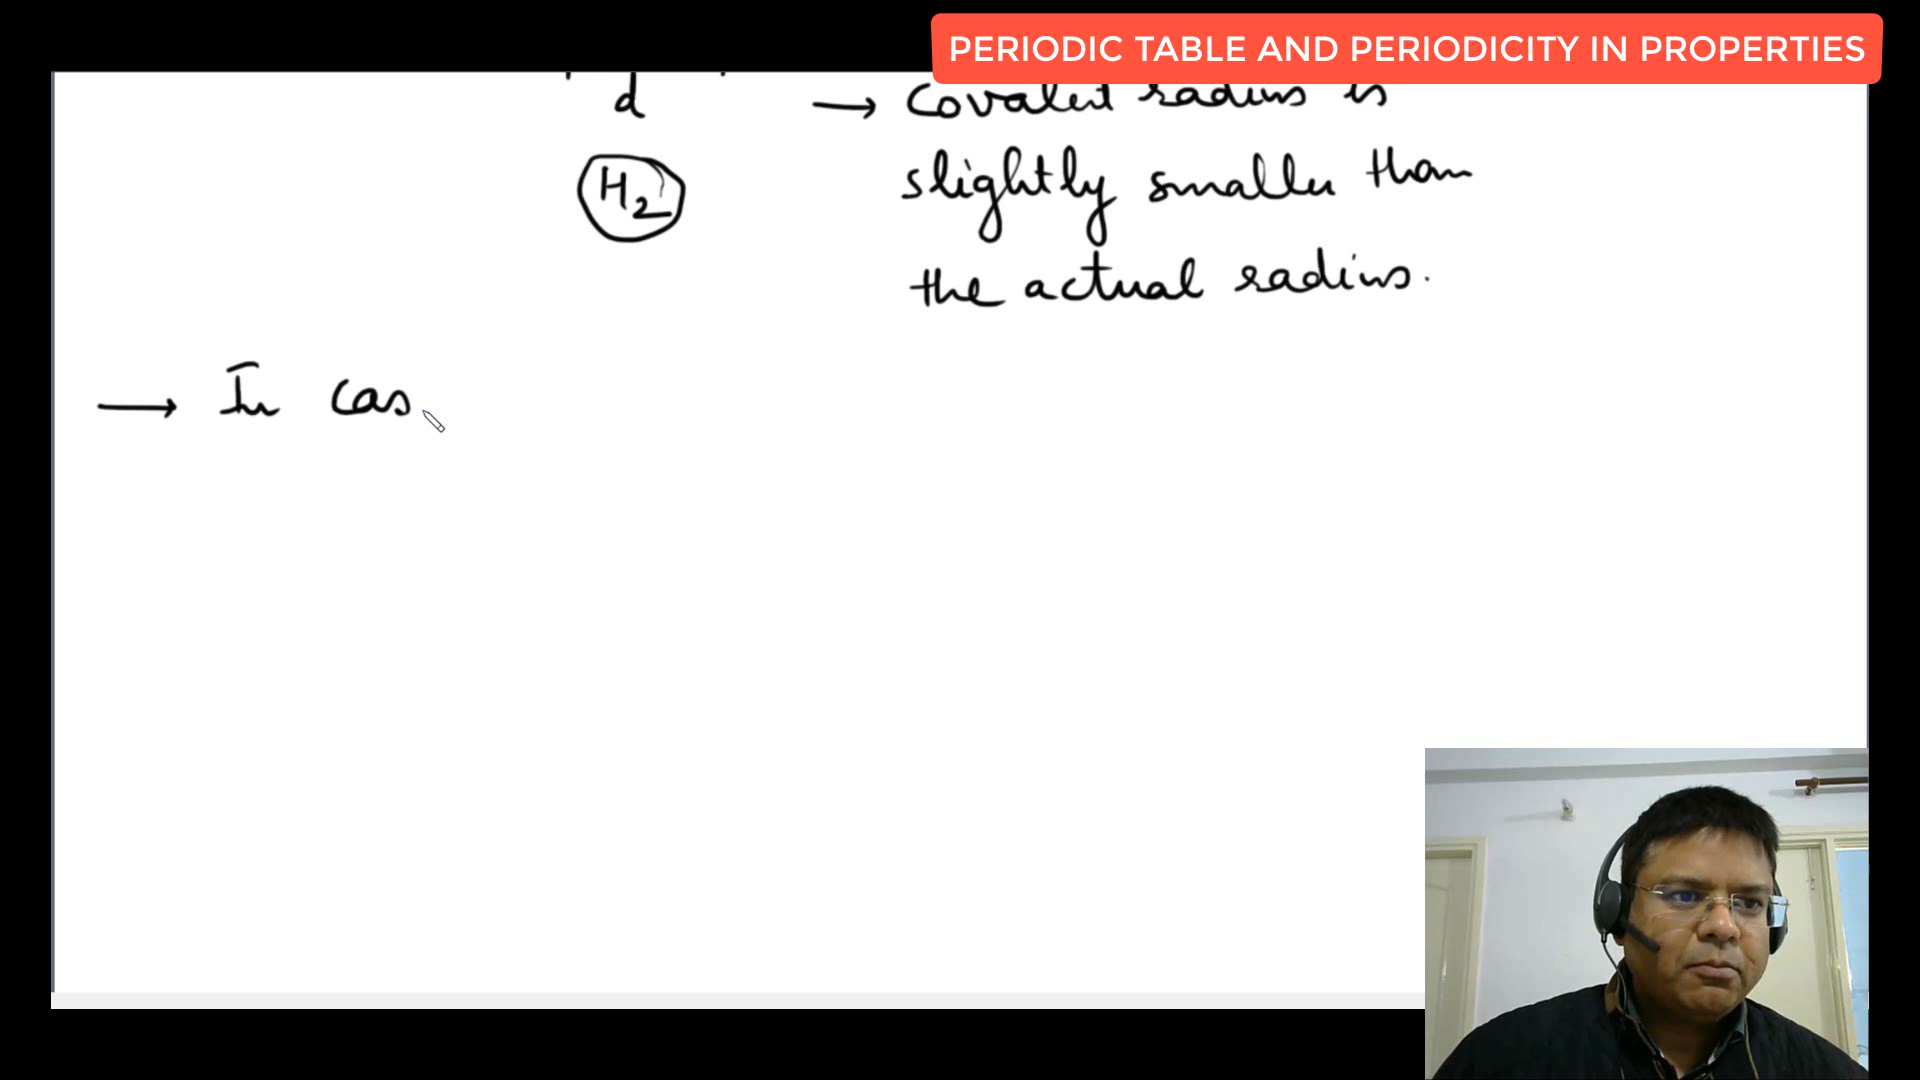 PERIODIC TABLE AND PERIODICITY IN PROPERTIES
d → Covalent radius is
H2 slightly smaller than
the actual radius.
→ In cas